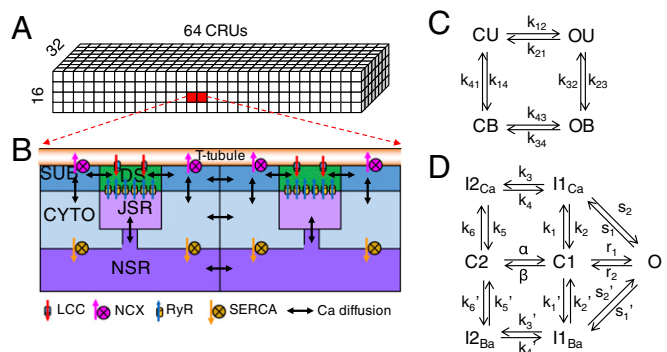 A
64 CRUs
32
16
B
T-tubule
SUB
DS
CYTO
JSR
NSR
LCC NCX RyR SERCA Ca diffusion
C
CU k12 OU
k21
k41 k14 k32 k23
CB k43 OB
k34
D
I2Ca k3 I1Ca
k4
s2
s1
k6 k5 k1 k2
C2 α C1 r1 O
β r2
k6' k5' k1' k2' s2' s1'
I2Ba k3' I1Ba
k4'